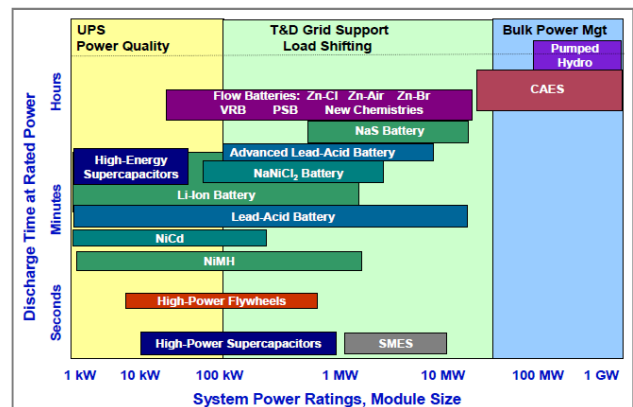 UPS
Power Quality
T&D Grid Support
Load Shifting
Bulk Power Mgt
Pumped
Hydro
CAES
Flow Batteries: Zn-Cl Zn-Air Zn-Br
VRB PSB New Chemistries
NaS Battery
Advanced Lead-Acid Battery
High-Energy
Supercapacitors
NaNiCl₂ Battery
Li-Ion Battery
Lead-Acid Battery
NiCd
NiMH
High-Power Flywheels
High-Power Supercapacitors
SMES
Discharge Time at Rated Power
Hours
Minutes
Seconds
1 kW 10 kW 100 kW 1 MW 10 MW 100 MW 1 GW
System Power Ratings, Module Size